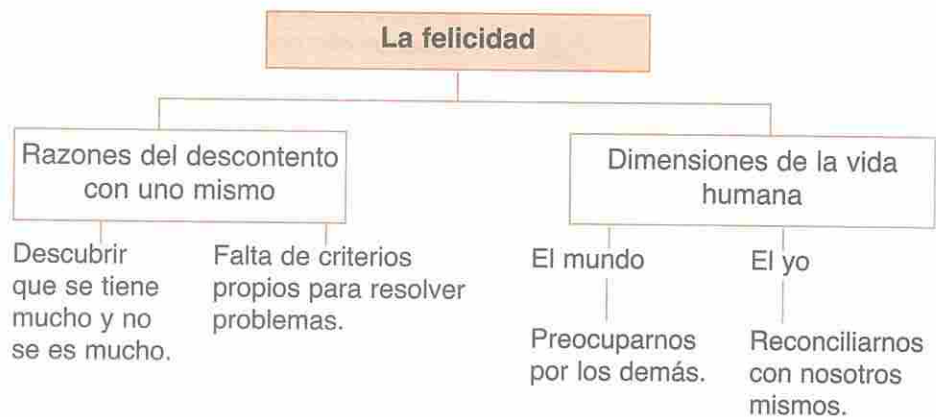 La felicidad
Razones del descontento
con uno mismo
Descubrir
que se tiene
mucho y no
se es mucho.
Falta de criterios
propios para resolver
problemas.
Dimensiones de la vida
humana
El mundo
Preocuparnos
por los demás.
El yo
Reconciliarnos
con nosotros
mismos.